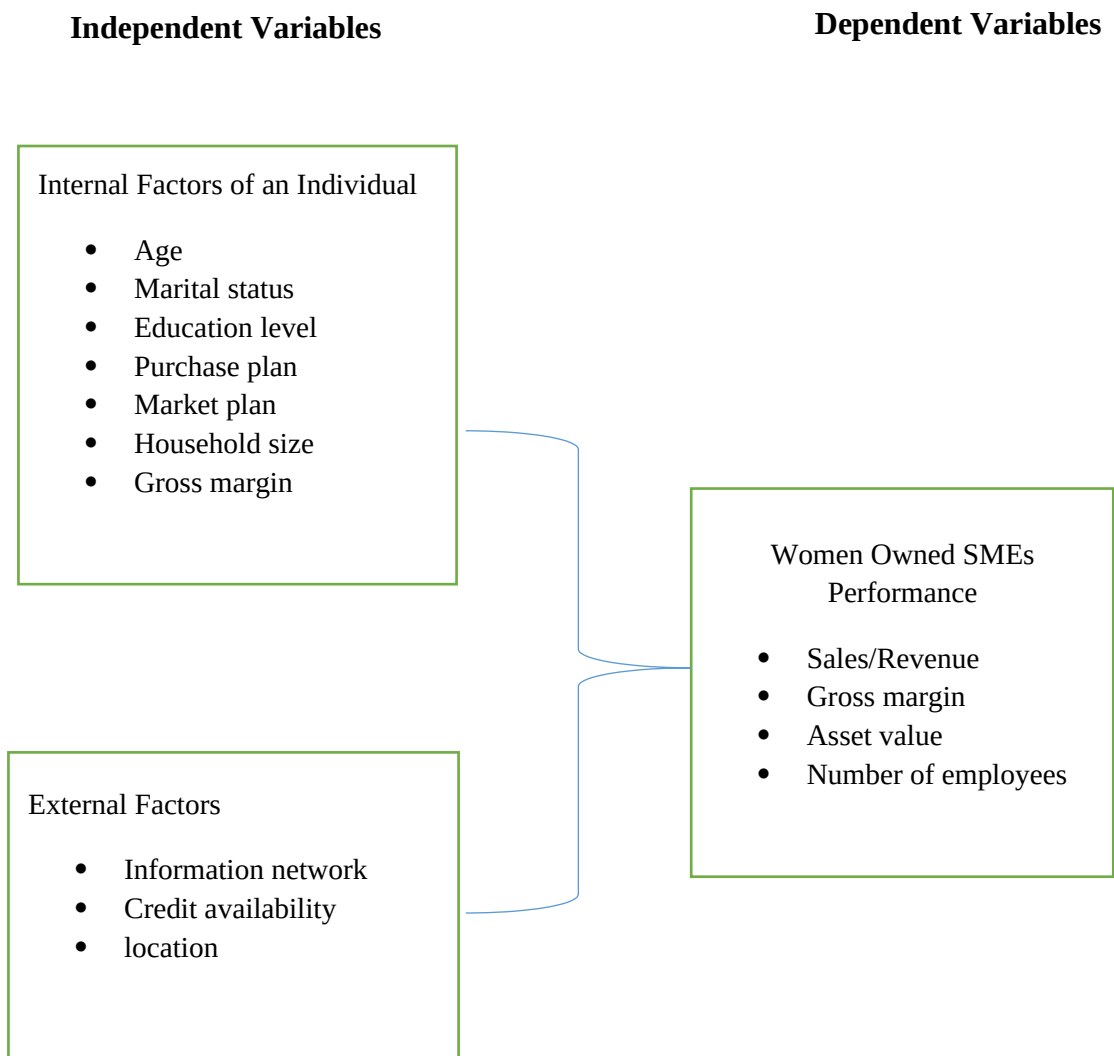 Independent Variables
Dependent Variables
Internal Factors of an Individual
• Age
• Marital status
• Education level
• Purchase plan
• Market plan
• Household size
• Gross margin
Women Owned SMEs
Performance
• Sales/Revenue
• Gross margin
• Asset value
• Number of employees
External Factors
• Information network
• Credit availability
• location